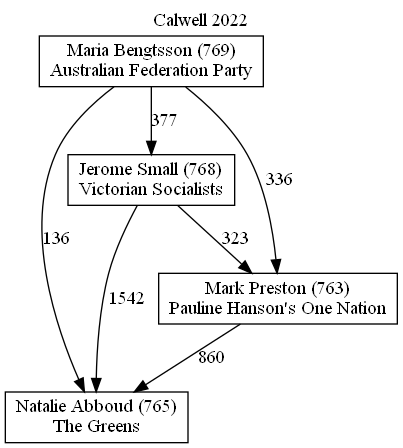 Calwell 2022
Maria Bengtsson (769)
Australian Federation Party
377
Jerome Small (768)
Victorian Socialists
336
136
1542
323
Mark Preston (763)
Pauline Hanson's One Nation
860
Natalie Abboud (765)
The Greens